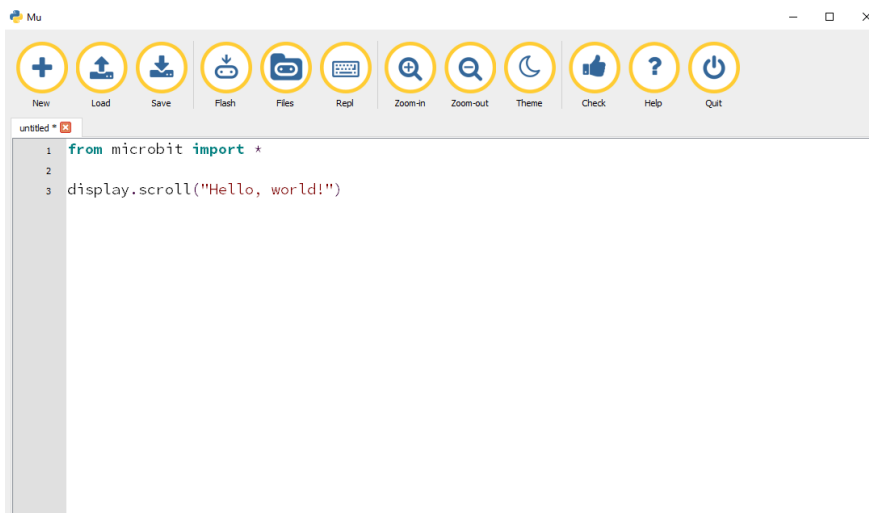 Mu
New Load Save Flash Files Repl Zoom-in Zoom-out Theme Check Help Quit
untitled *
1 from microbit import *
2
3 display.scroll("Hello, world!")